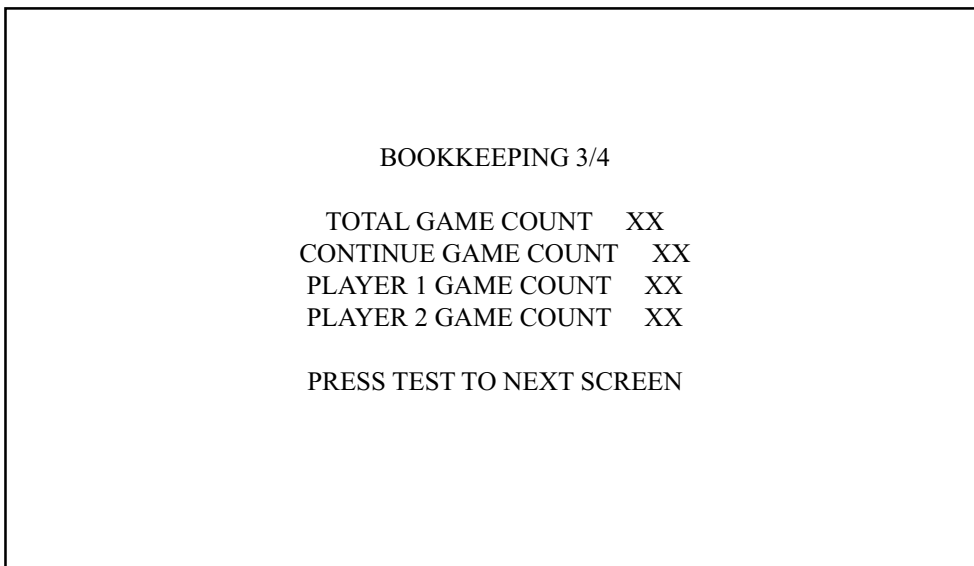 BOOKKEEPING 3/4
TOTAL GAME COUNT XX
CONTINUE GAME COUNT XX
PLAYER 1 GAME COUNT XX
PLAYER 2 GAME COUNT XX
PRESS TEST TO NEXT SCREEN